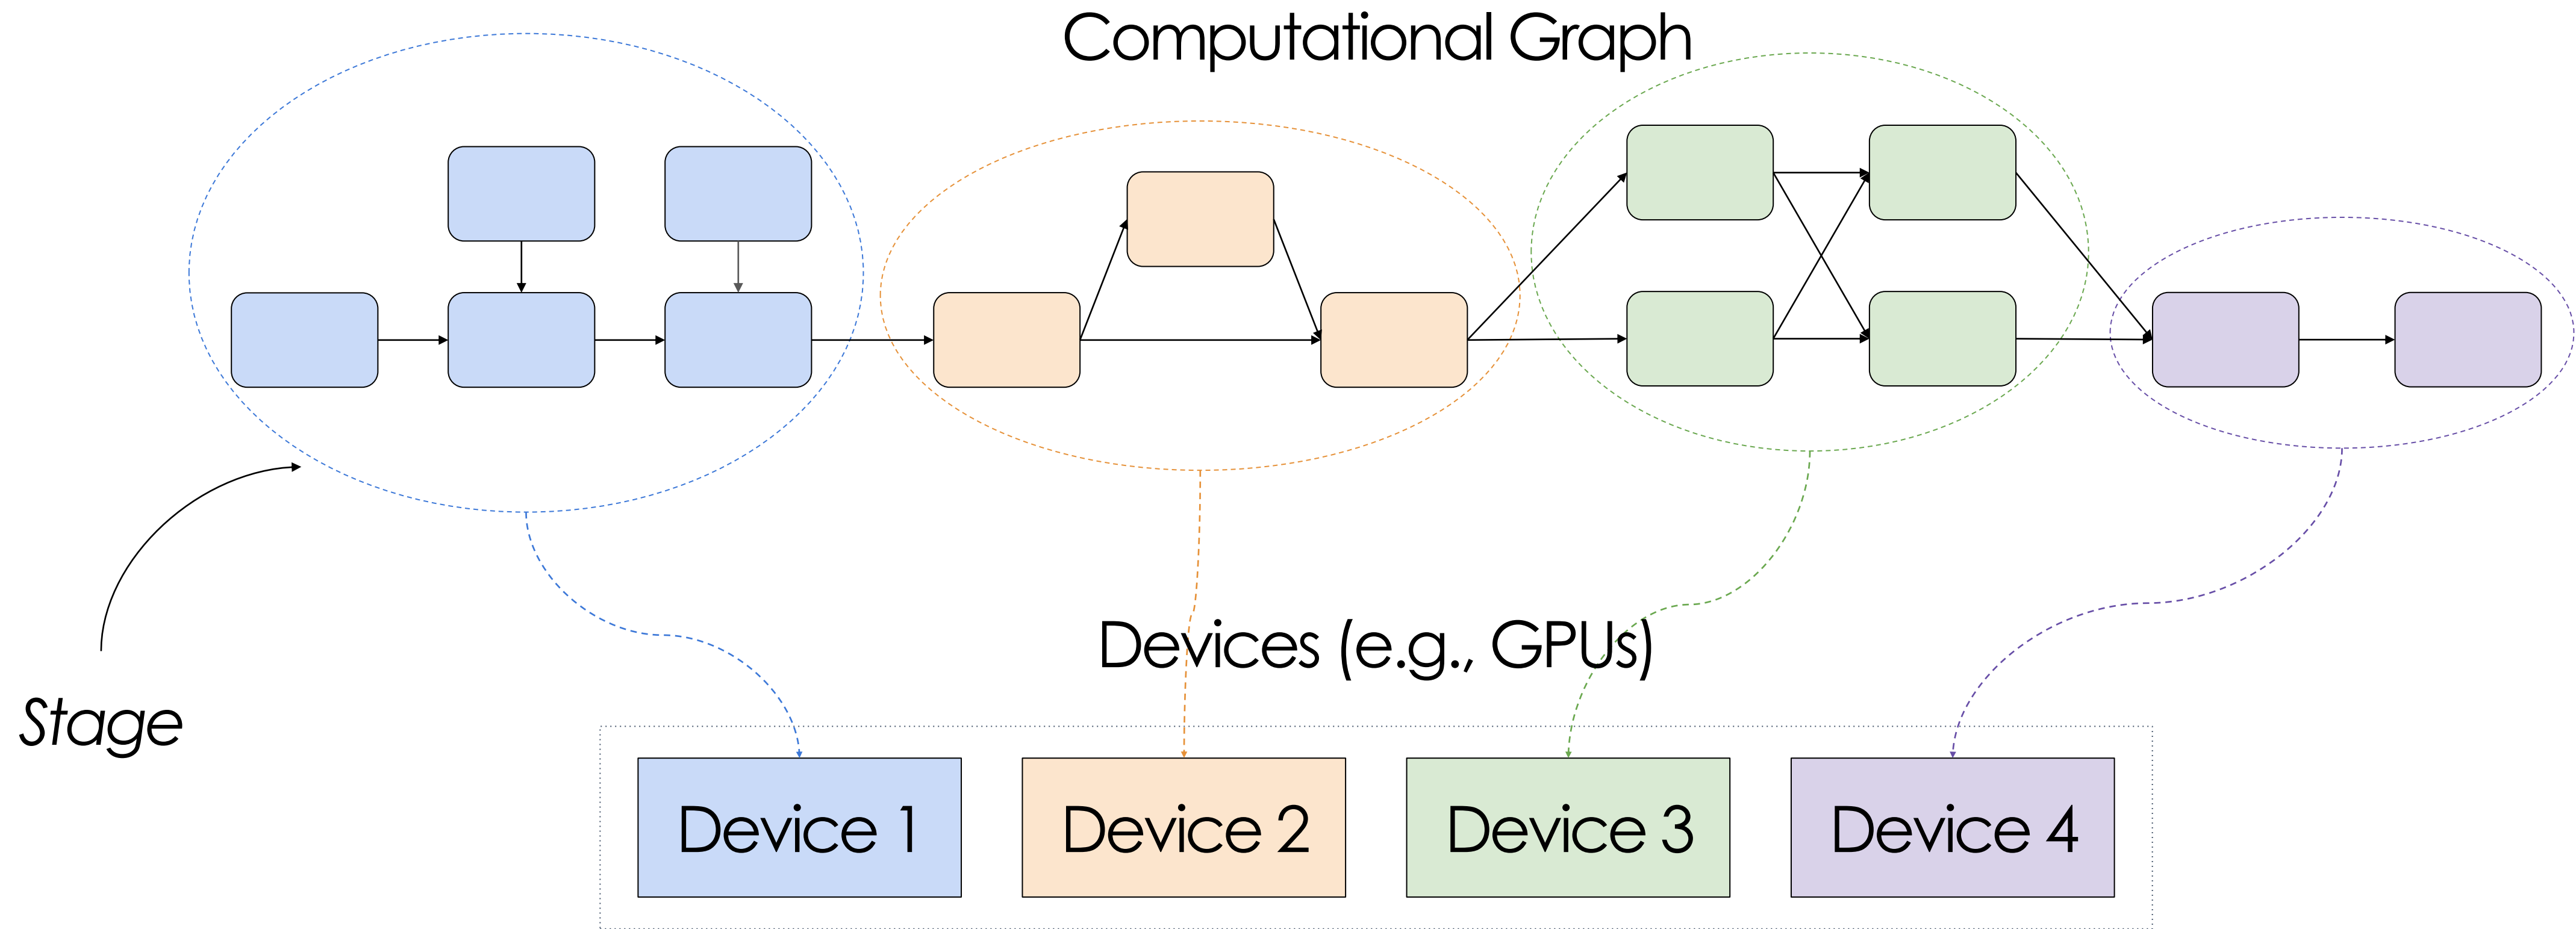 Computational Graph
Devices (e.g., GPUs)
Stage
Device 1
Device 2
Device 3
Device 4